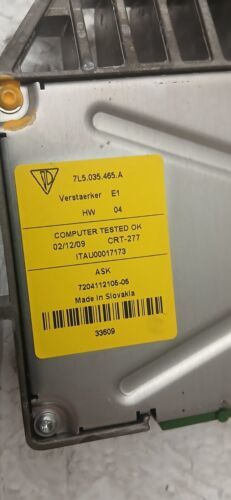 7L5.035.465.A
Verstaerker E1
HW 04
COMPUTER TESTED OK
02/12/09 CRT-277
ITAU00017173
ASK
7204112105-05
Made in Slovakia
33609